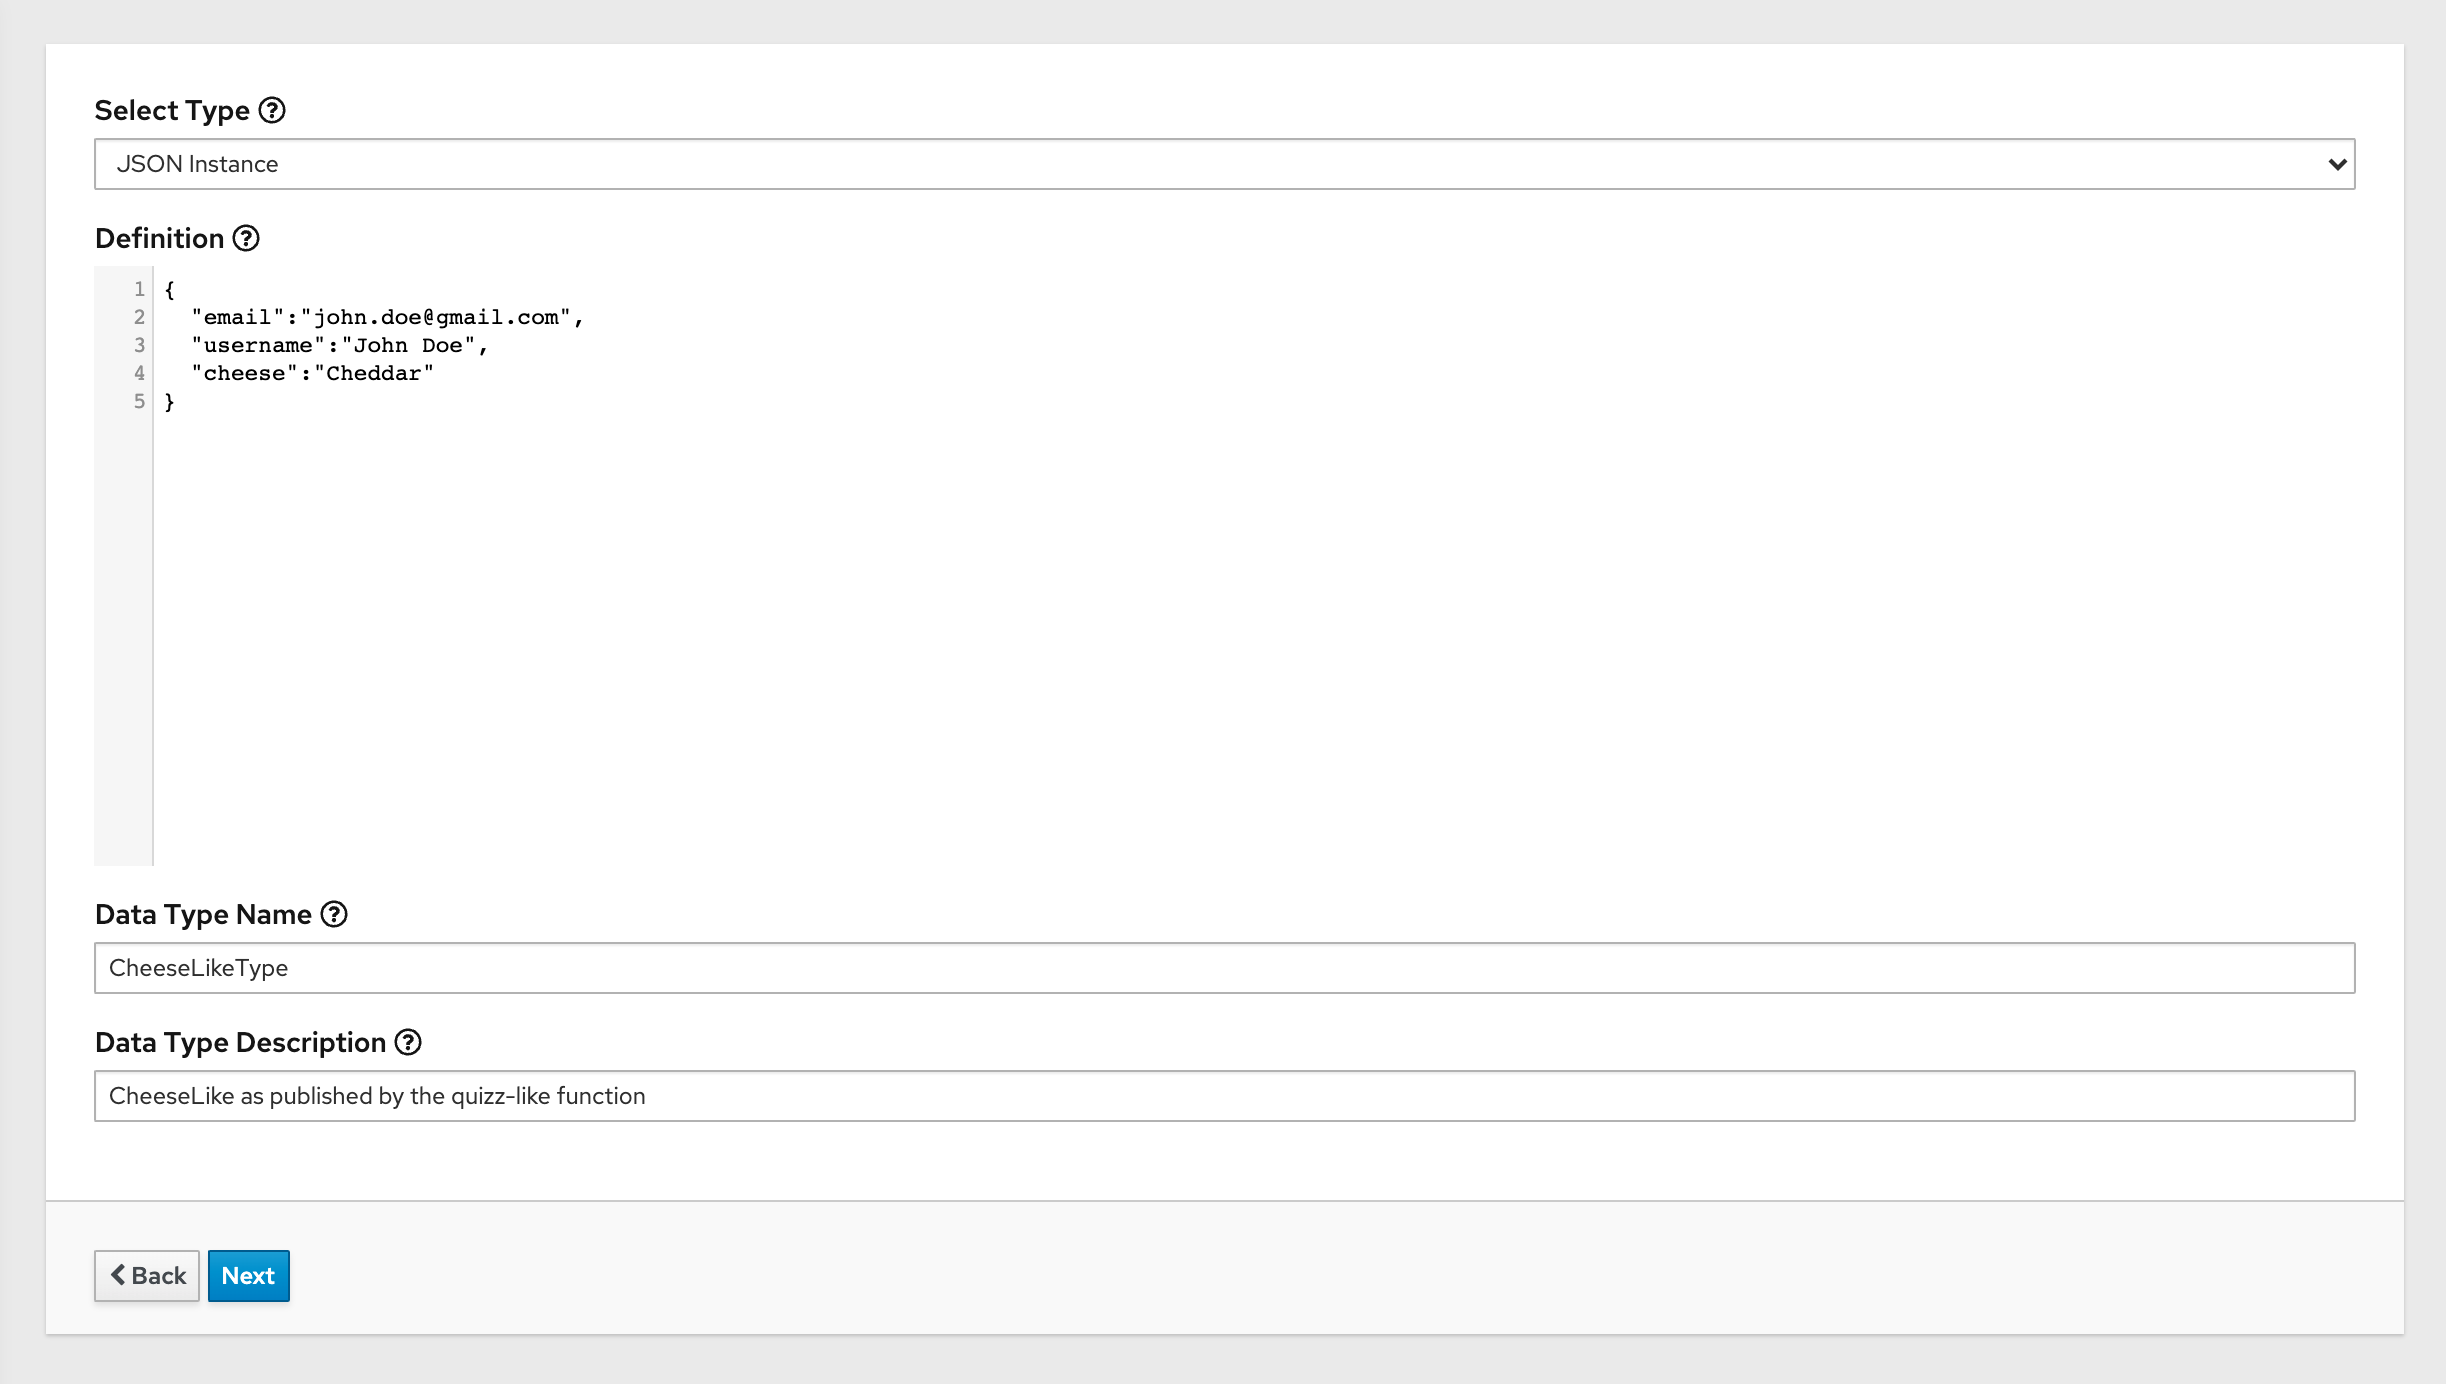 Select Type
JSON Instance
Definition
1 {
2   "email":"john.doe@gmail.com",
3   "username":"John Doe",
4   "cheese":"Cheddar"
5 }
Data Type Name
CheeseLikeType
Data Type Description
CheeseLike as published by the quizz-like function
Back Next